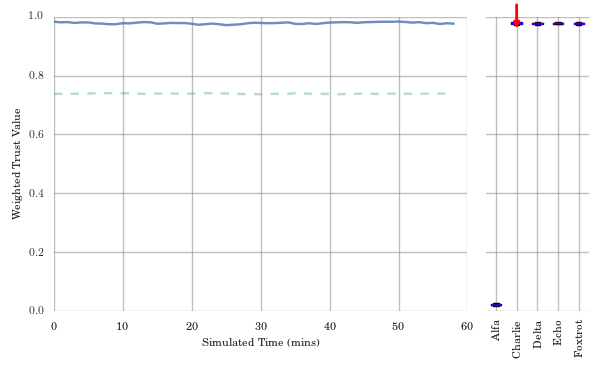 Weighted Trust Value
1.0
0.8
0.6
0.4
0.2
0.0
0 10 20 30 40 50 60
Simulated Time (mins)
Alfa
Charlie
Delta
Echo
Foxtrot